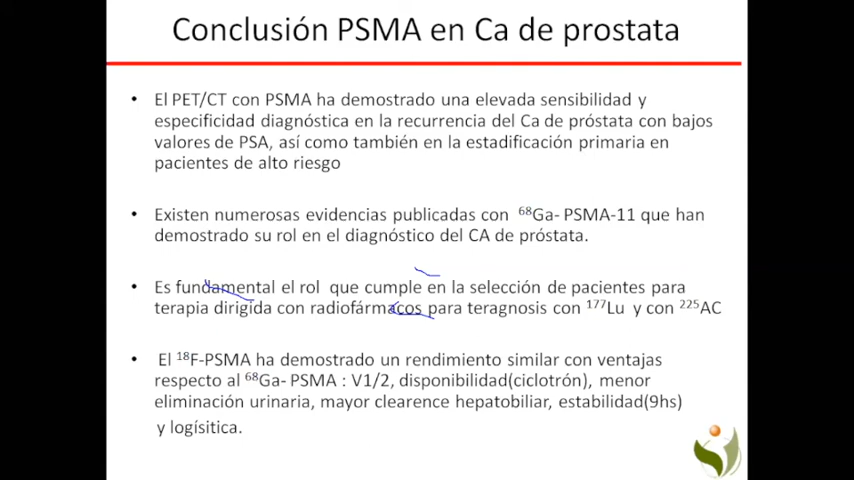 Conclusión PSMA en Ca de prostata
• El PET/CT con PSMA ha demostrado una elevada sensibilidad y
especificidad diagnóstica en la recurrencia del Ca de próstata con bajos
valores de PSA, así como también en la estadificación primaria en
pacientes de alto riesgo
• Existen numerosas evidencias publicadas con ⁶⁸Ga- PSMA-11 que han
demostrado su rol en el diagnóstico del CA de próstata.
• Es fundamental el rol que cumple en la selección de pacientes para
terapia dirigida con radiofármacos para teragnosis con ¹⁷⁷Lu y con ²²⁵AC
• El ¹⁸F-PSMA ha demostrado un rendimiento similar con ventajas
respecto al ⁶⁸Ga- PSMA : V1/2, disponibilidad(ciclotrón), menor
eliminación urinaria, mayor clearence hepatobiliar, estabilidad(9hs)
y logísitica.